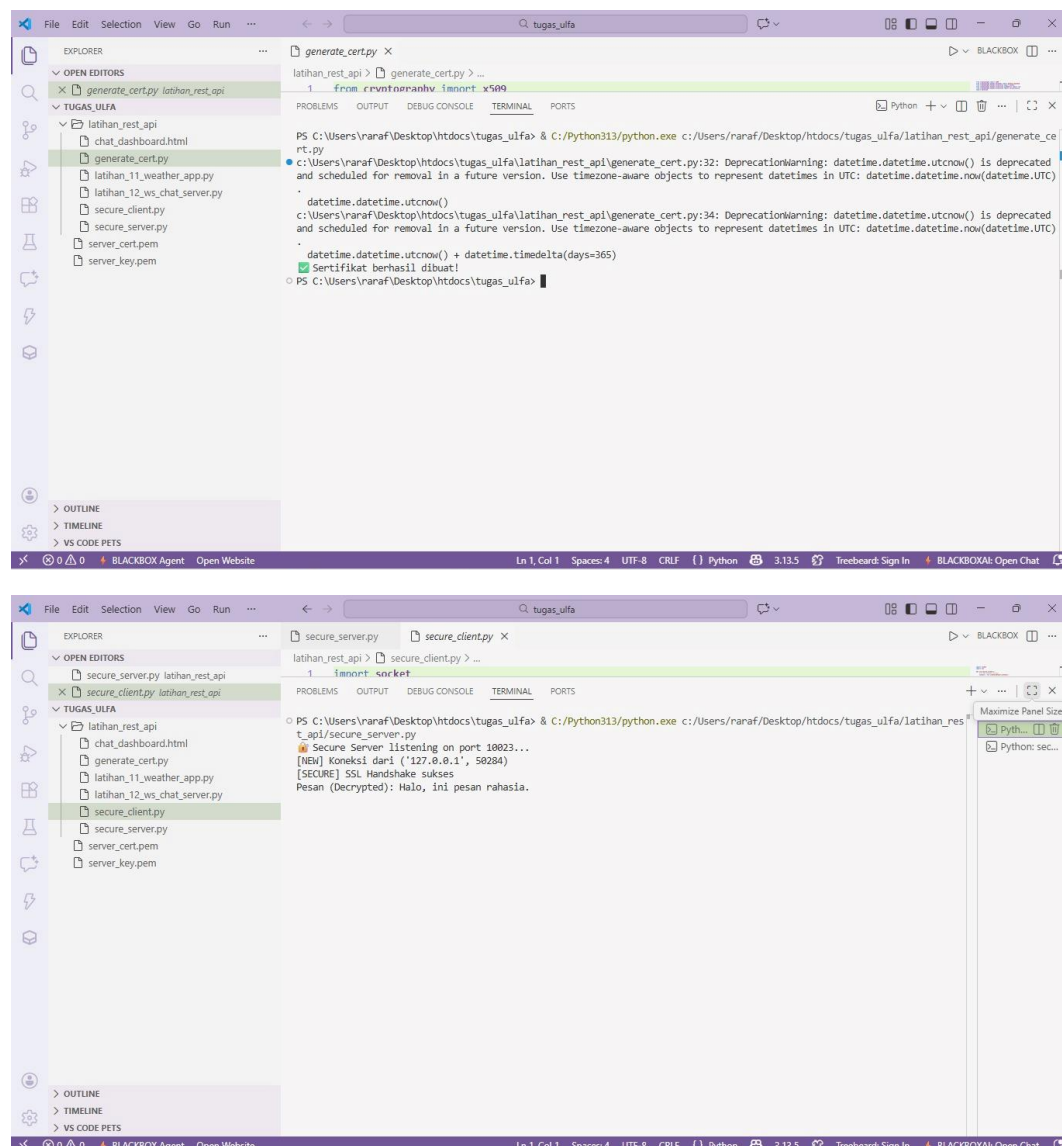 File Edit Selection View Go Run ... tugas_ulfa
EXPLORER ...
OPEN EDITORS
generate_cert.py latihan_rest_api
TUGAS_ULFA
latihan_rest_api
chat_dashboard.html
generate_cert.py
latihan_11_weather_app.py
latihan_12_ws_chat_server.py
secure_client.py
secure_server.py
server_cert.pem
server_key.pem
OUTLINE
TIMELINE
VS CODE PETS
generate_cert.py
BLACKBOX ...
latihan_rest_api > generate_cert.py > ...
1 from cryptography import x509
PROBLEMS OUTPUT DEBUG CONSOLE TERMINAL PORTS
Python
PS C:\Users\raraf\Desktop\htdocs\tugas_ulfa> & C:/Python313/python.exe c:/Users/raraf/Desktop/htdocs/tugas_ulfa/latihan_rest_api/generate_ce
rt.py
c:\Users\raraf\Desktop\htdocs\tugas_ulfa\latihan_rest_api\generate_cert.py:32: DeprecationWarning: datetime.datetime.utcnow() is deprecated
and scheduled for removal in a future version. Use timezone-aware objects to represent datetimes in UTC: datetime.datetime.now(datetime.UTC)
.
datetime.datetime.utcnow()
c:\Users\raraf\Desktop\htdocs\tugas_ulfa\latihan_rest_api\generate_cert.py:34: DeprecationWarning: datetime.datetime.utcnow() is deprecated
and scheduled for removal in a future version. Use timezone-aware objects to represent datetimes in UTC: datetime.datetime.now(datetime.UTC)
.
datetime.datetime.utcnow() + datetime.timedelta(days=365)
✅ Sertifikat berhasil dibuat!
PS C:\Users\raraf\Desktop\htdocs\tugas_ulfa>
0 0 BLACKBOX Agent Open Website Ln 1, Col 1 Spaces: 4 UTF-8 CRLF {} Python 3.13.5 Treebeard: Sign In BLACKBOXAI: Open Chat
File Edit Selection View Go Run ... tugas_ulfa
EXPLORER ...
OPEN EDITORS
secure_server.py latihan_rest_api
secure_client.py latihan_rest_api
TUGAS_ULFA
latihan_rest_api
chat_dashboard.html
generate_cert.py
latihan_11_weather_app.py
latihan_12_ws_chat_server.py
secure_client.py
secure_server.py
server_cert.pem
server_key.pem
OUTLINE
TIMELINE
VS CODE PETS
secure_server.py secure_client.py
BLACKBOX ...
latihan_rest_api > secure_client.py > ...
1 import socket
PROBLEMS OUTPUT DEBUG CONSOLE TERMINAL PORTS
Maximize Panel Size
Pyth...
Python: sec...
PS C:\Users\raraf\Desktop\htdocs\tugas_ulfa> & C:/Python313/python.exe c:/Users/raraf/Desktop/htdocs/tugas_ulfa/latihan_res
t_api/secure_server.py
🔐 Secure Server listening on port 10023...
[NEW] Koneksi dari ('127.0.0.1', 50284)
[SECURE] SSL Handshake sukses
Pesan (Decrypted): Halo, ini pesan rahasia.
0 0 BLACKBOX Agent Open Website Ln 1, Col 1 Spaces: 4 UTF-8 CRLF {} Python 3.13.5 Treebeard: Sign In BLACKBOXAI: Open Chat